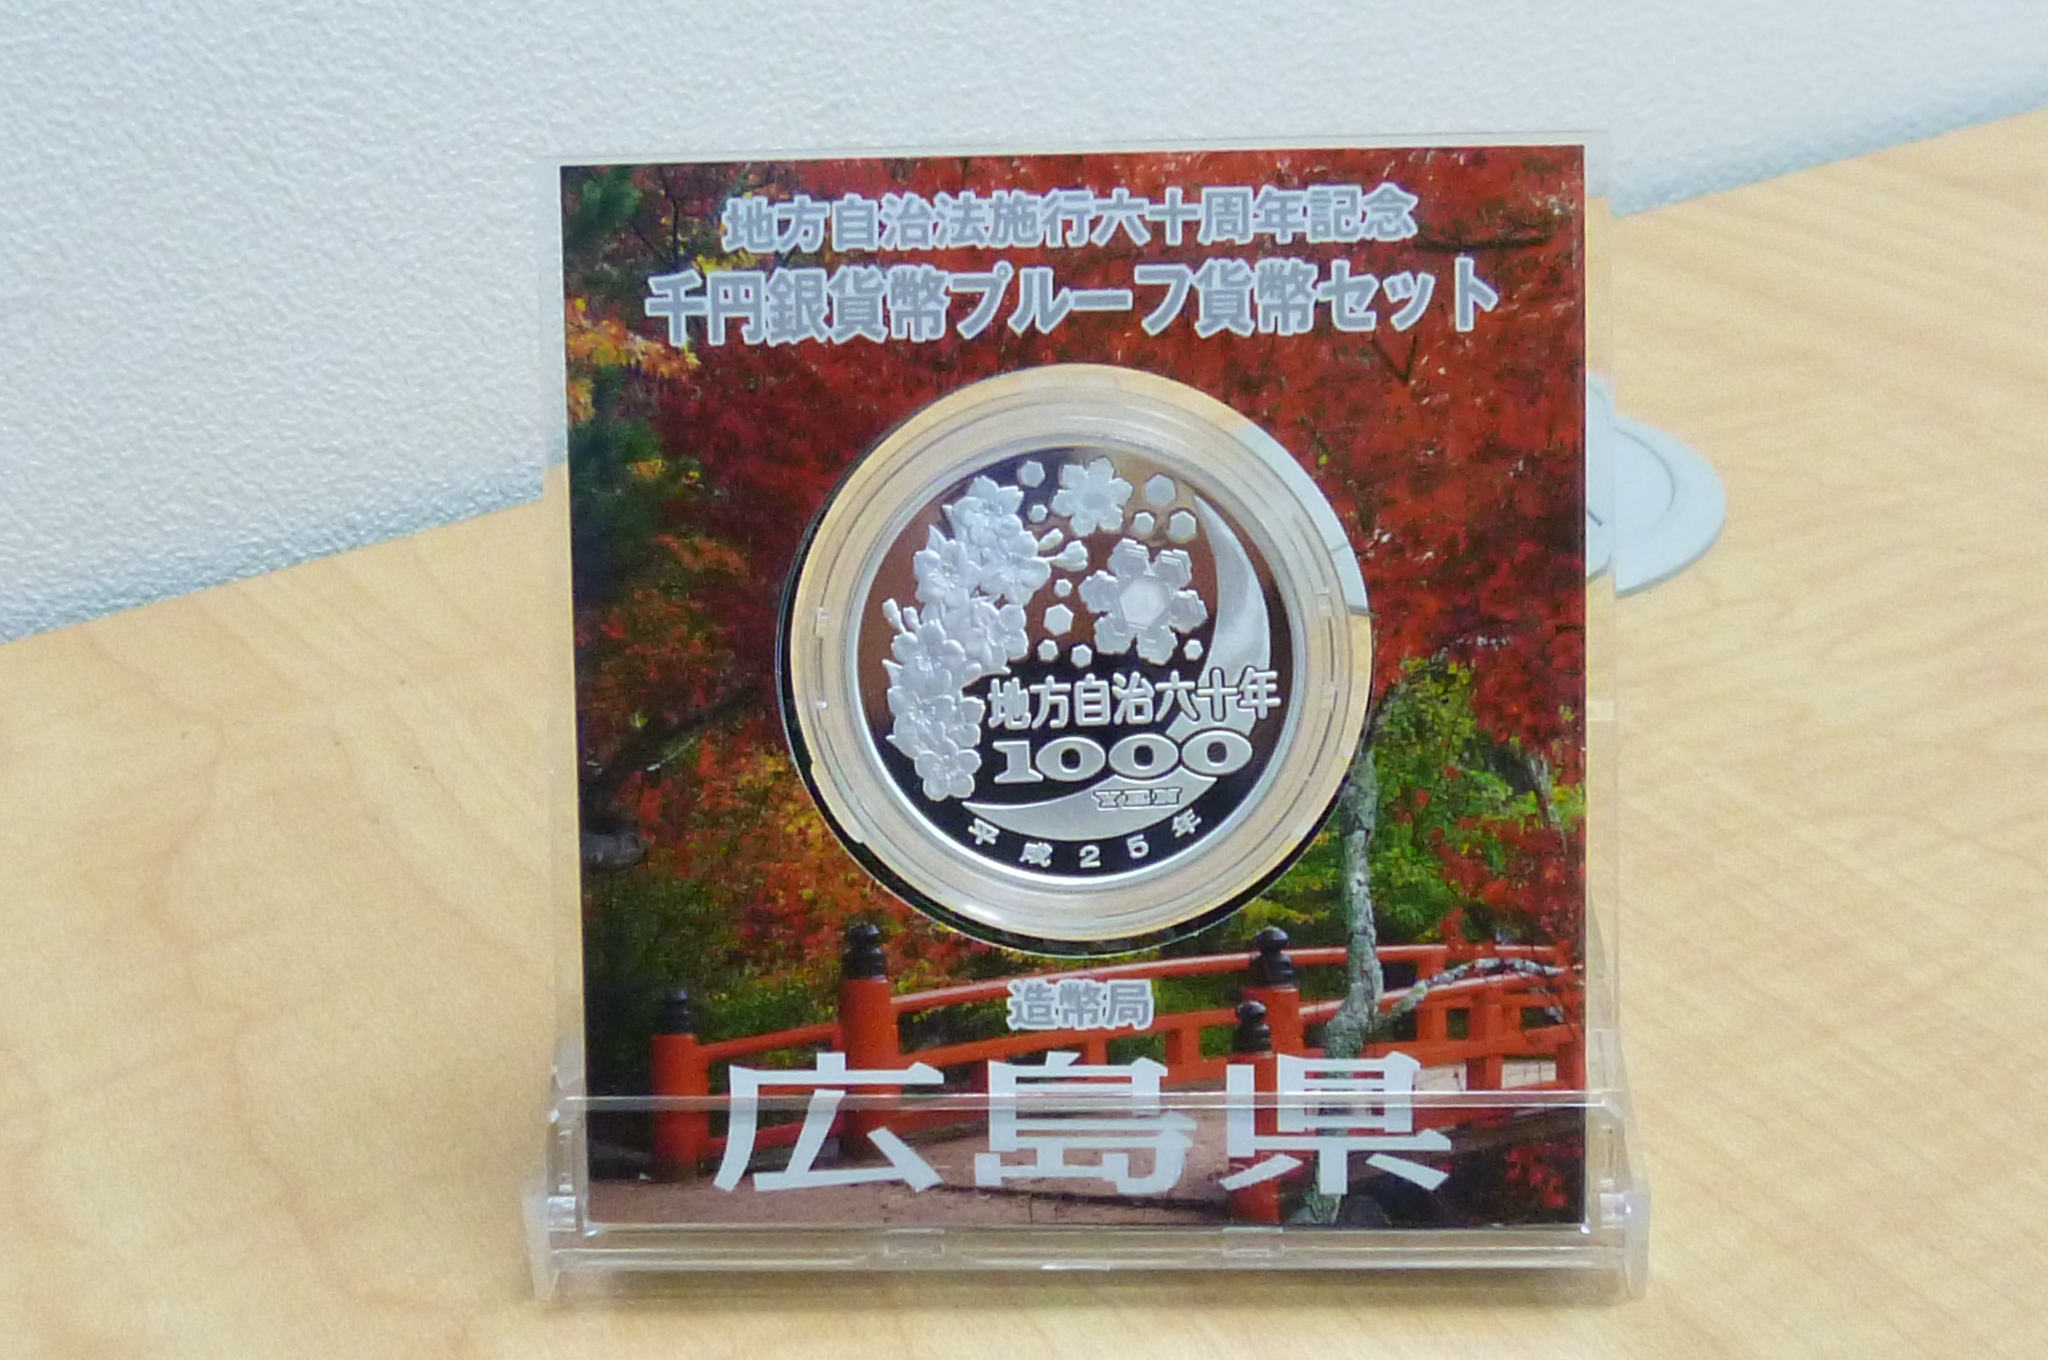 地方自治法施行六十周年記念
千円銀貨幣プルーフ貨幣セット
地方自治六十年
1000
YEN
平成25年
造幣局
広島県